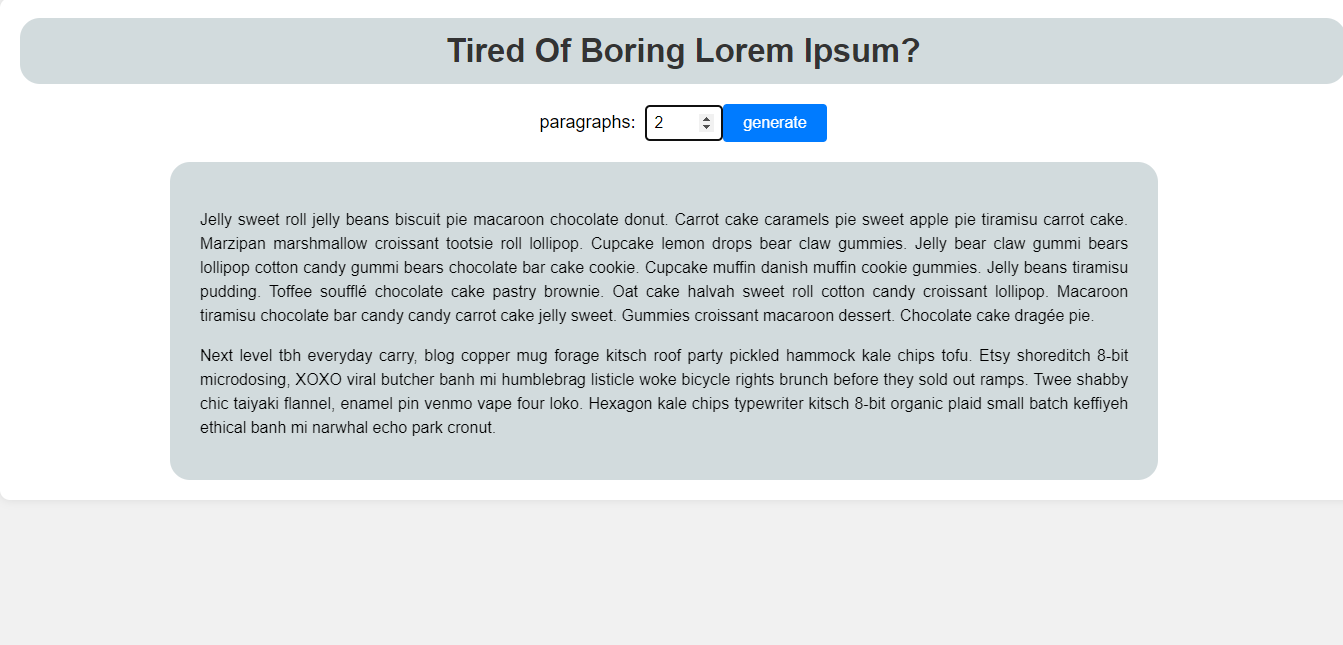 Tired Of Boring Lorem Ipsum?
paragraphs: 2 generate
Jelly sweet roll jelly beans biscuit pie macaroon chocolate donut. Carrot cake caramels pie sweet apple pie tiramisu carrot cake.
Marzipan marshmallow croissant tootsie roll lollipop. Cupcake lemon drops bear claw gummies. Jelly bear claw gummi bears
lollipop cotton candy gummi bears chocolate bar cake cookie. Cupcake muffin danish muffin cookie gummies. Jelly beans tiramisu
pudding. Toffee soufflé chocolate cake pastry brownie. Oat cake halvah sweet roll cotton candy croissant lollipop. Macaroon
tiramisu chocolate bar candy candy carrot cake jelly sweet. Gummies croissant macaroon dessert. Chocolate cake dragée pie.
Next level tbh everyday carry, blog copper mug forage kitsch roof party pickled hammock kale chips tofu. Etsy shoreditch 8-bit
microdosing, XOXO viral butcher banh mi humblebrag listicle woke bicycle rights brunch before they sold out ramps. Twee shabby
chic taiyaki flannel, enamel pin venmo vape four loko. Hexagon kale chips typewriter kitsch 8-bit organic plaid small batch keffiyeh
ethical banh mi narwhal echo park cronut.